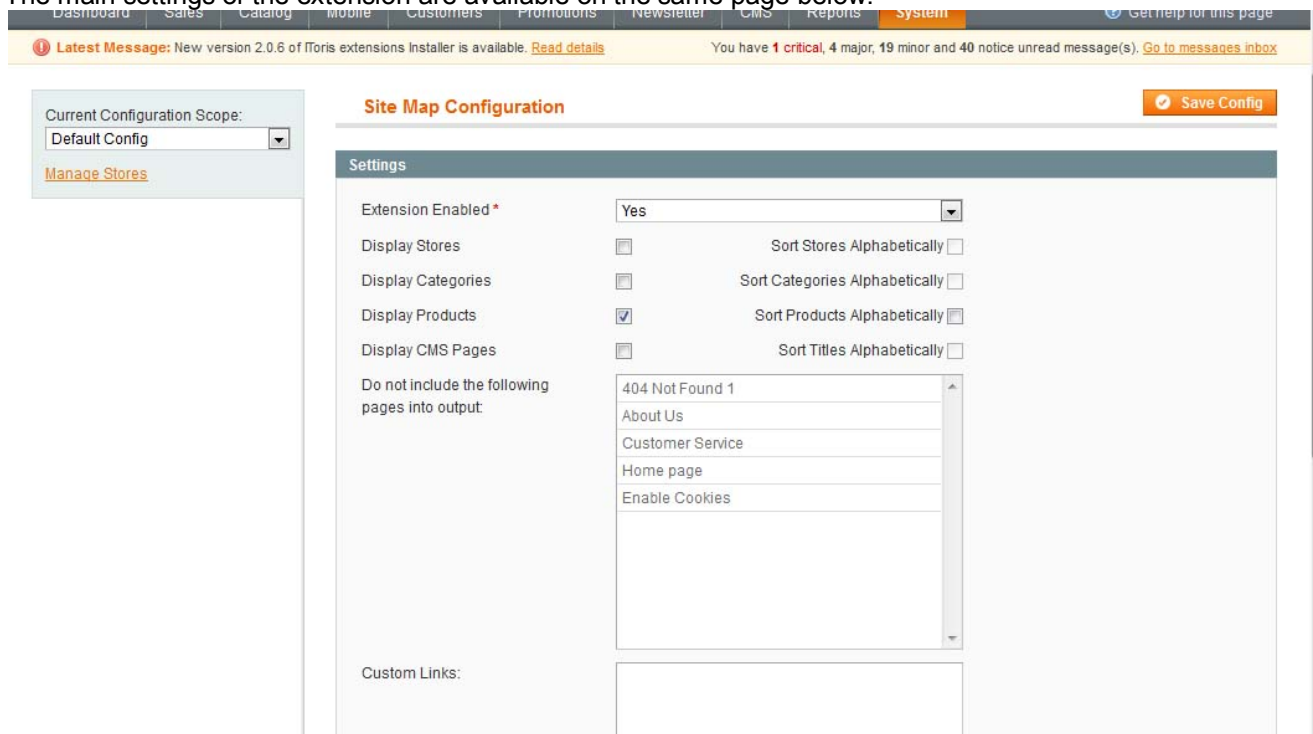 The main settings of the extension are available on the same page below.
Dashboard Sales Catalog Mobile Customers Promotions Newsletter CMS Reports System Get help for this page
Latest Message: New version 2.0.6 of IToris extensions Installer is available. Read details You have 1 critical, 4 major, 19 minor and 40 notice unread message(s). Go to messages inbox
Current Configuration Scope:
Default Config
Manage Stores
Site Map Configuration
Save Config
Settings
Extension Enabled * Yes
Display Stores Sort Stores Alphabetically
Display Categories Sort Categories Alphabetically
Display Products Sort Products Alphabetically
Display CMS Pages Sort Titles Alphabetically
Do not include the following
pages into output:
404 Not Found 1
About Us
Customer Service
Home page
Enable Cookies
Custom Links: